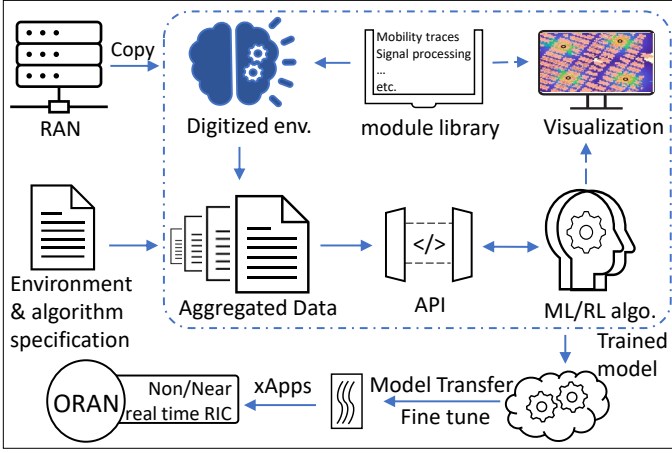 Copy
RAN
Mobility traces
Signal processing
...
etc.
Digitized env.
module library
Visualization
</>
Environment
& algorithm
specification
Aggregated Data
API
ML/RL algo.
Trained
model
ORAN
Non/Near
real time RIC
xApps
Model Transfer
Fine tune